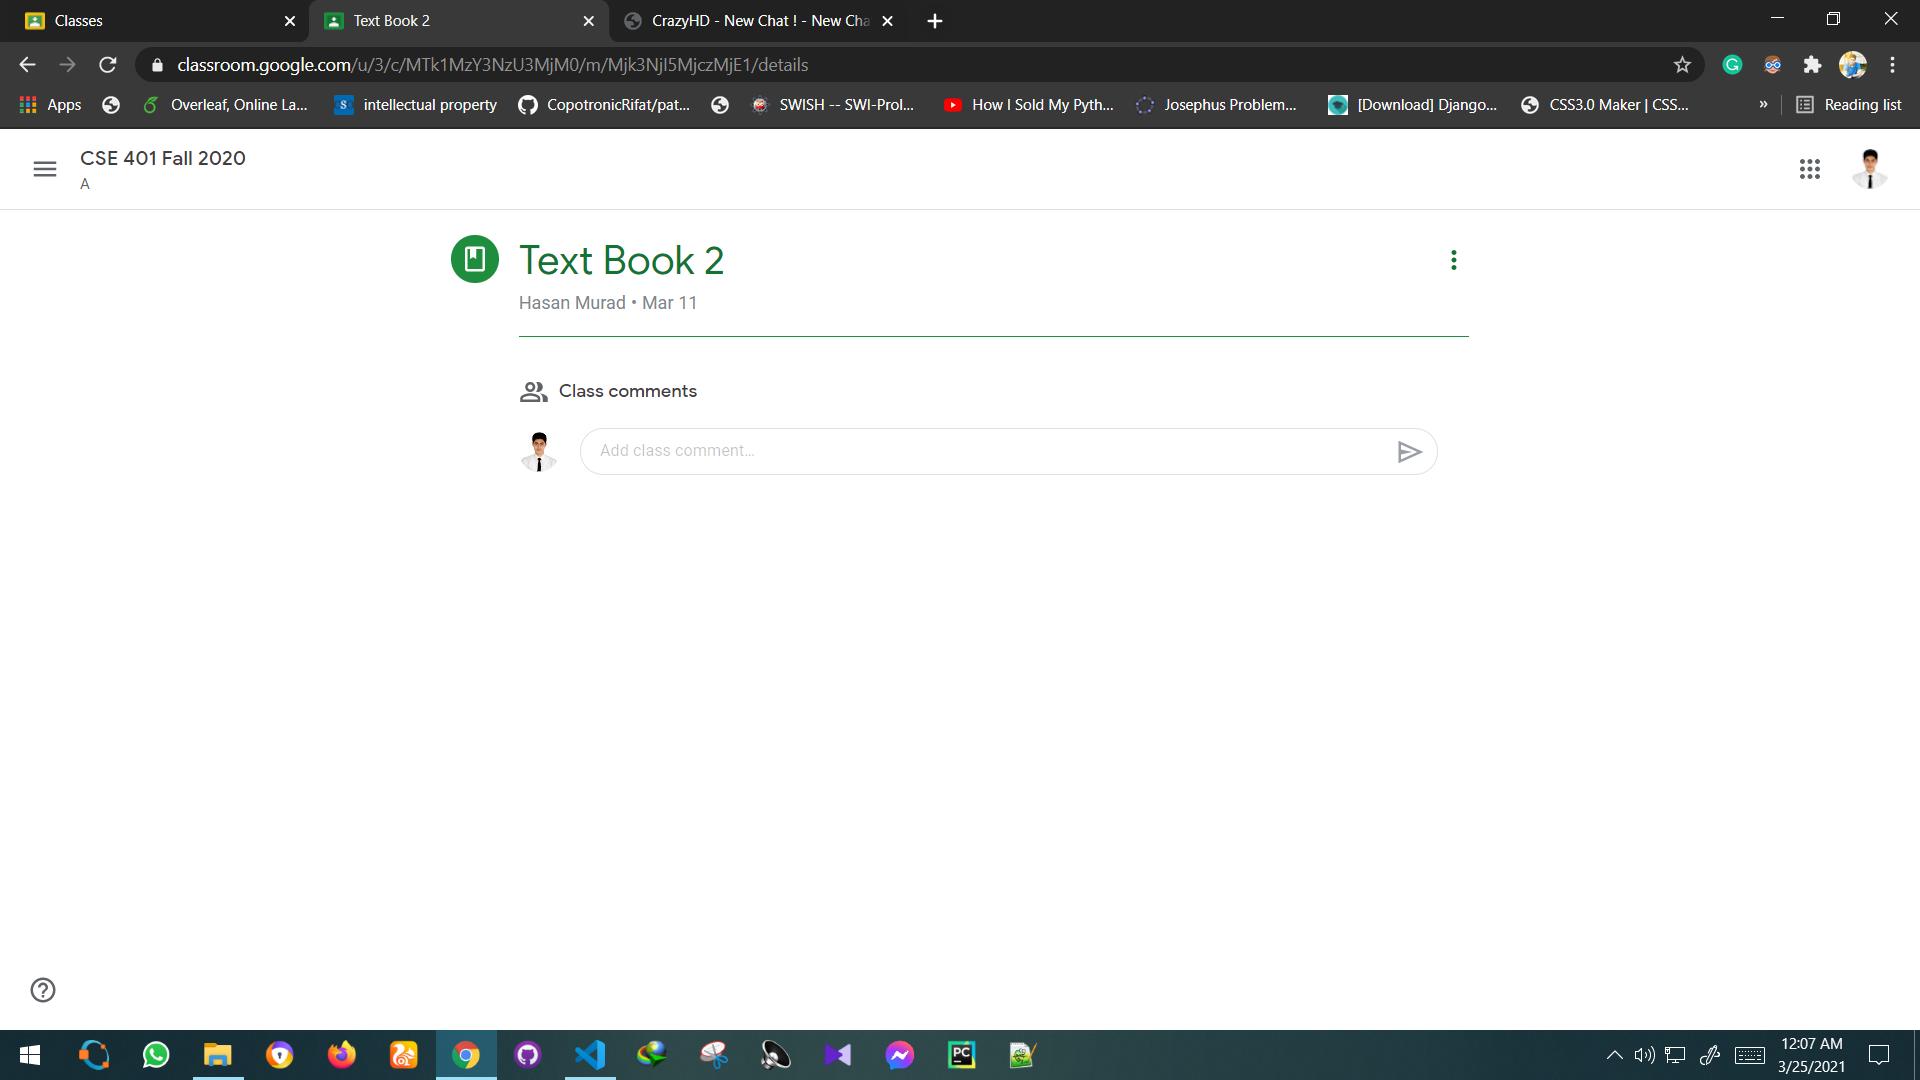 Classes
Text Book 2
CrazyHD - New Chat ! - New Cha
classroom.google.com/u/3/c/MTk1MzY3NzU3MjM0/m/Mjk3NjI5MjczMjE1/details
Apps
Overleaf, Online La...
intellectual property
CopotronicRifat/pat...
SWISH -- SWI-Prol...
How I Sold My Pyth...
Josephus Problem...
[Download] Django...
CSS3.0 Maker | CSS...
»
Reading list
CSE 401 Fall 2020
A
Text Book 2
Hasan Murad • Mar 11
Class comments
Add class comment...
12:07 AM
3/25/2021